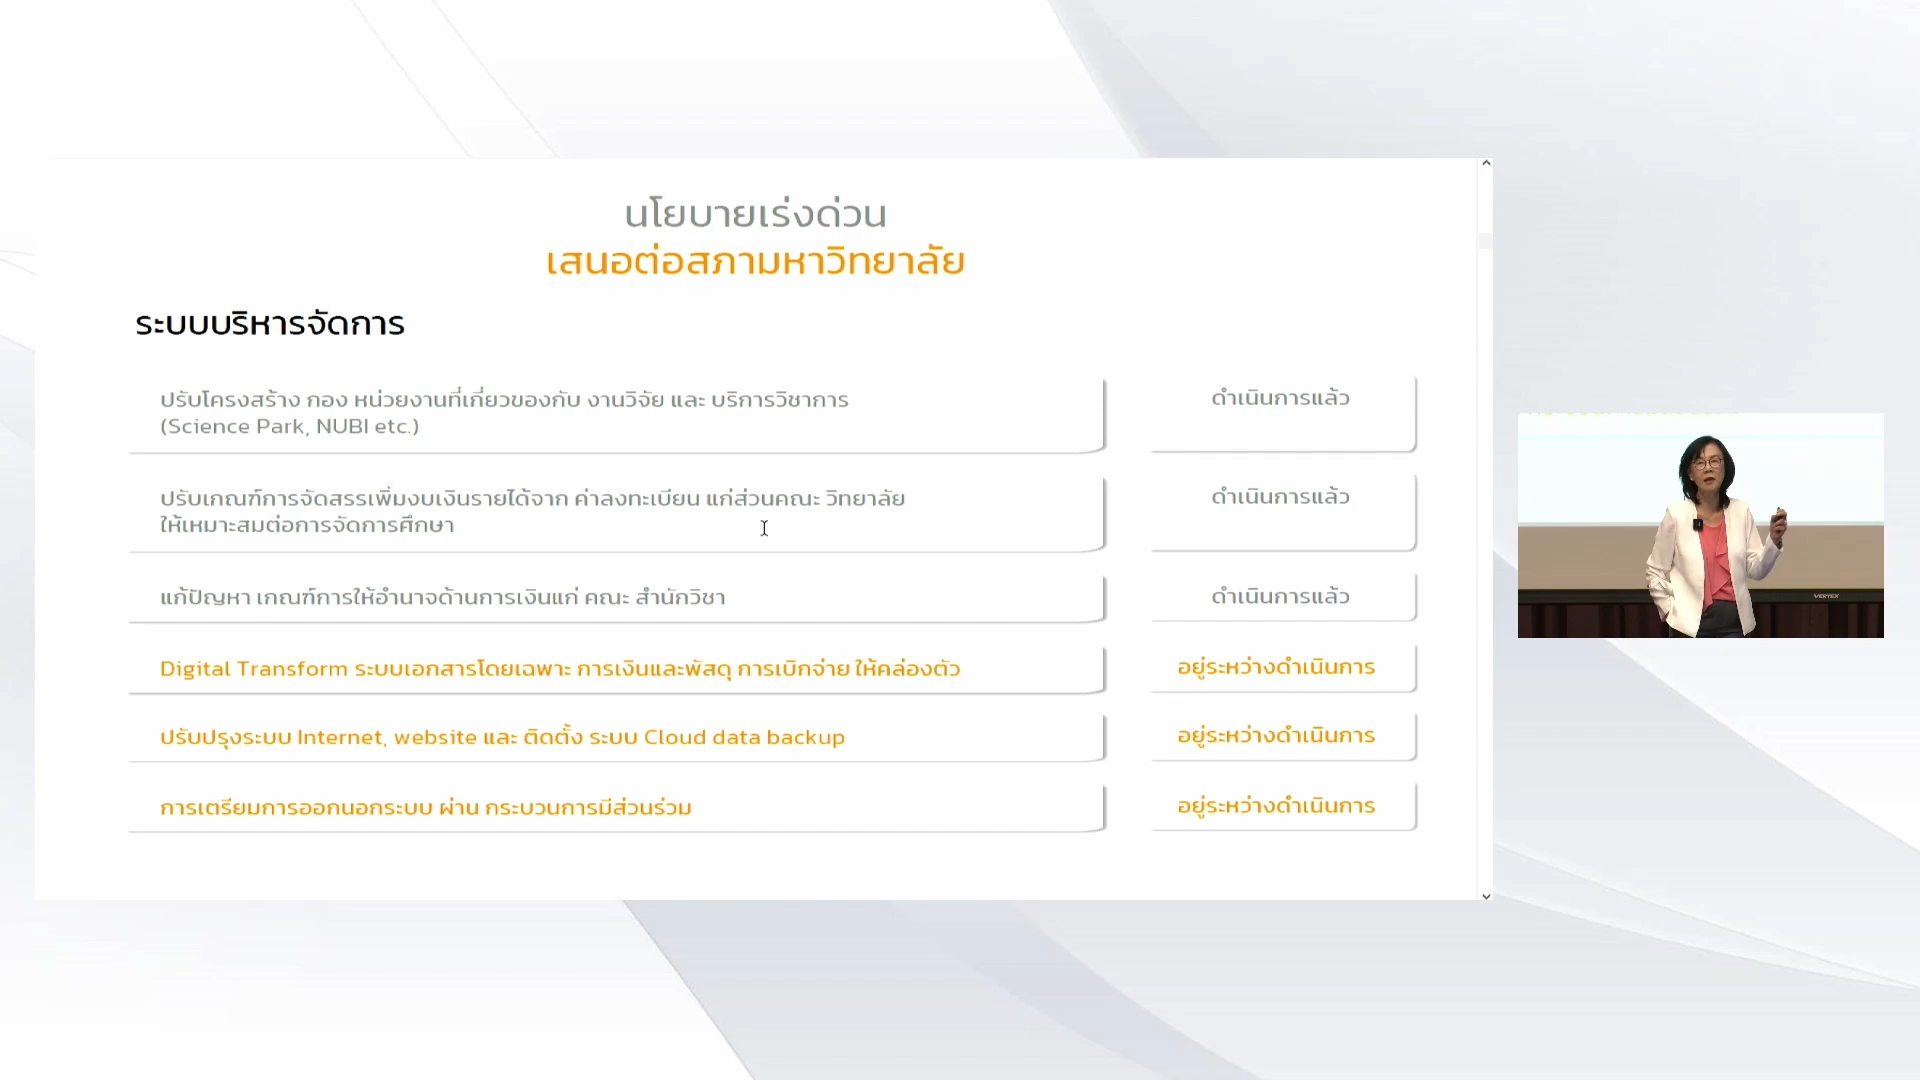 นโยบายเร่งด่วน
เสนอต่อสภามหาวิทยาลัย
ระบบบริหารจัดการ
ปรับโครงสร้าง กอง หน่วยงานที่เกี่ยวของกับ งานวิจัย และ บริการวิชาการ
(Science Park, NUBI etc.)
ดำเนินการแล้ว
ปรับเกณฑ์การจัดสรรเพิ่มงบเงินรายได้จาก ค่าลงทะเบียน แก่ส่วนคณะ วิทยาลัย
ให้เหมาะสมต่อการจัดการศึกษา
ดำเนินการแล้ว
แก้ปัญหา เกณฑ์การให้อำนาจด้านการเงินแก่ คณะ สำนักวิชา
ดำเนินการแล้ว
Digital Transform ระบบเอกสารโดยเฉพาะ การเงินและพัสดุ การเบิกจ่าย ให้คล่องตัว
อยู่ระหว่างดำเนินการ
ปรับปรุงระบบ Internet, website และ ติดตั้ง ระบบ Cloud data backup
อยู่ระหว่างดำเนินการ
การเตรียมการออกนอกระบบ ผ่าน กระบวนการมีส่วนร่วม
อยู่ระหว่างดำเนินการ
VERTEX